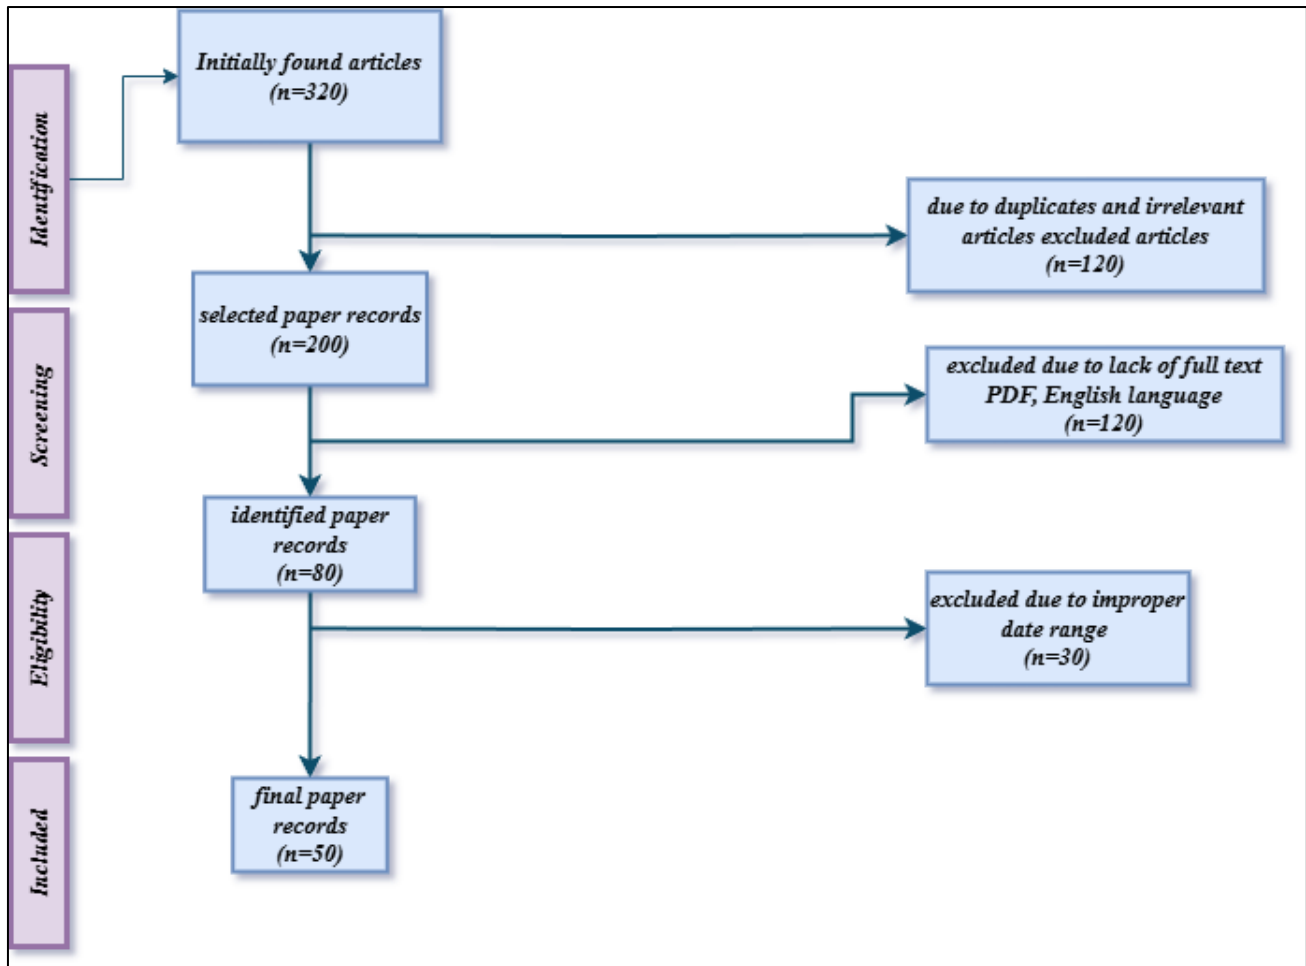 Identification
Initially found articles
(n=320)
due to duplicates and irrelevant
articles excluded articles
(n=120)
selected paper records
(n=200)
Screening
excluded due to lack of full text
PDF, English language
(n=120)
identified paper
records
(n=80)
Eligibility
excluded due to improper
date range
(n=30)
Included
final paper
records
(n=50)